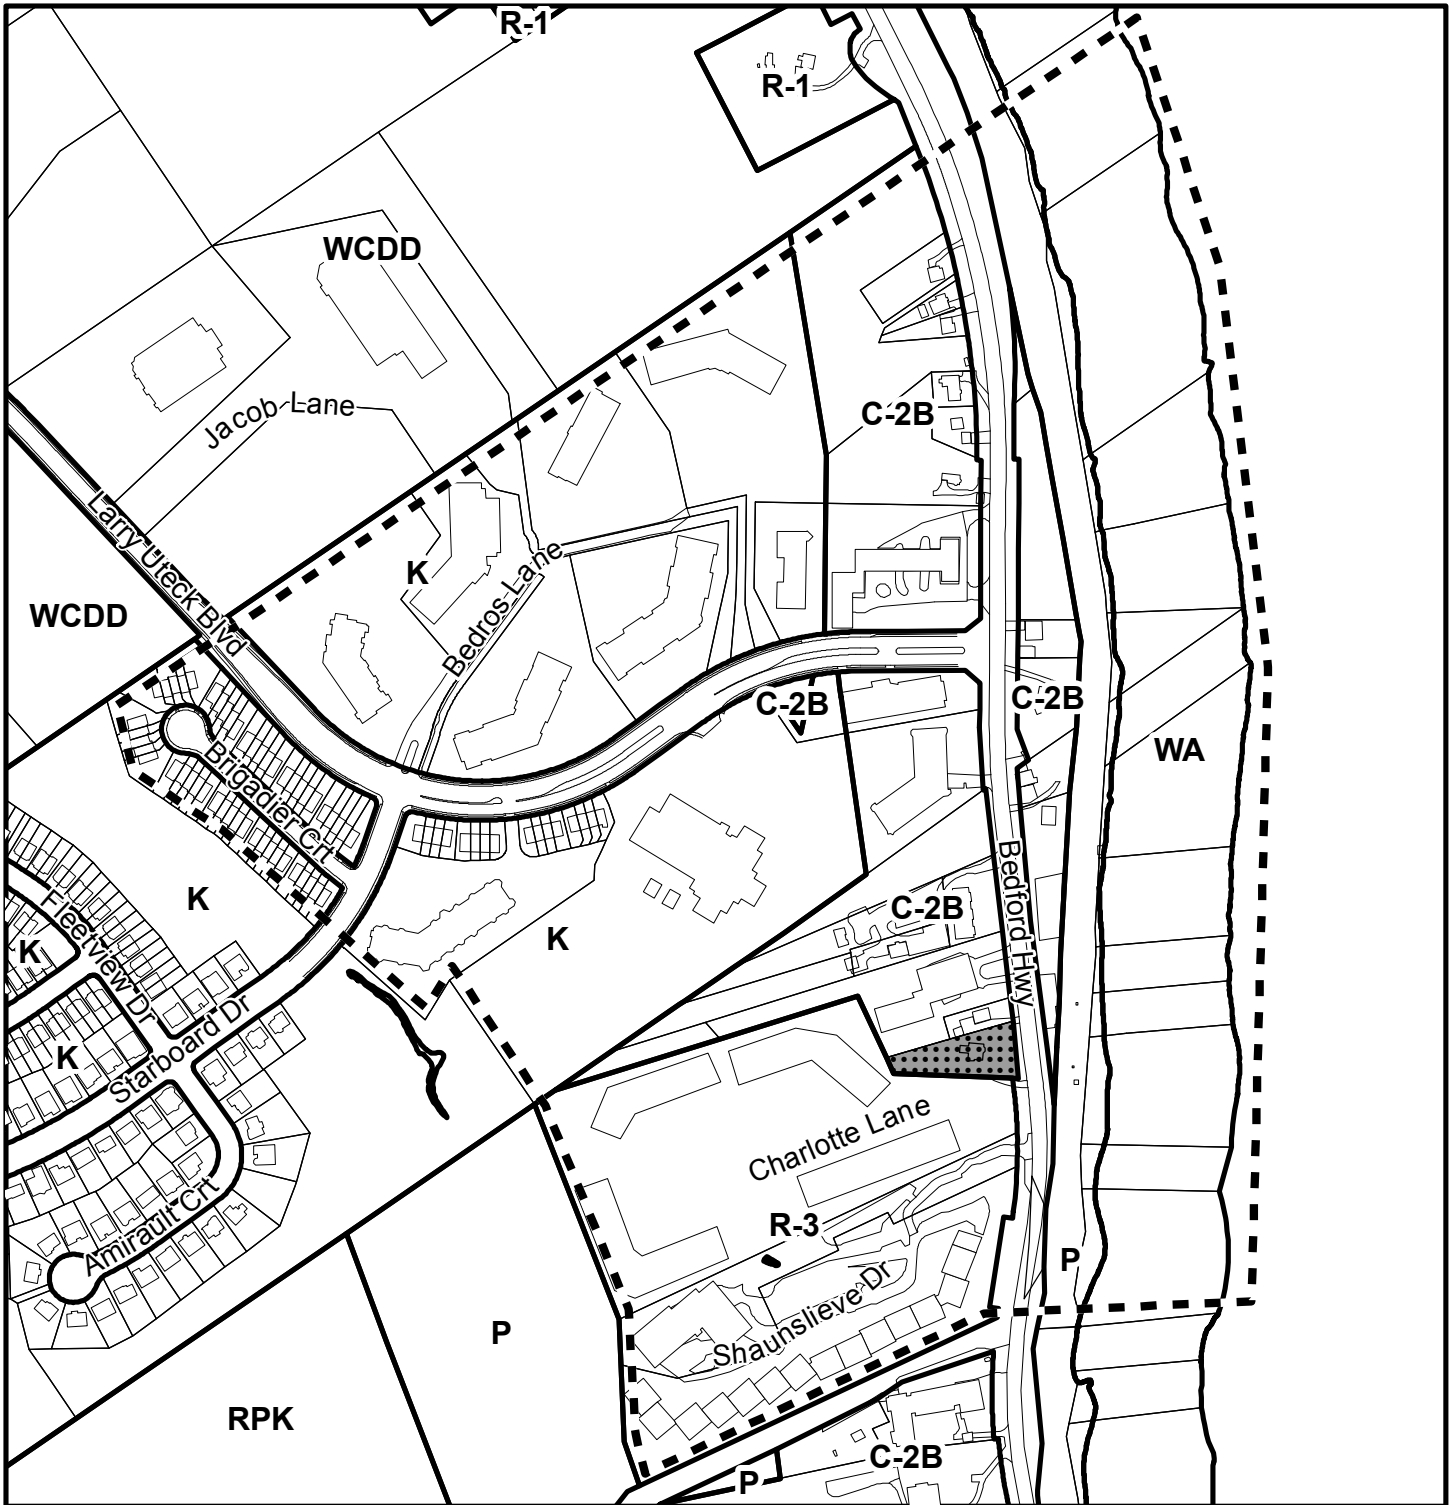 R-1
R-1
WCDD
Jacob Lane
C-2B
Larry Uteck Blvd
K
Bedros Lane
WCDD
C-2B
C-2B
WA
Brigadier Crt
Bedford Hwy
K
Fleetview Dr
C-2B
K
K
K
Starboard Dr
Charlotte Lane
Amirault Crt
R-3
P
Shaunslieve Dr
P
RPK
C-2B
P